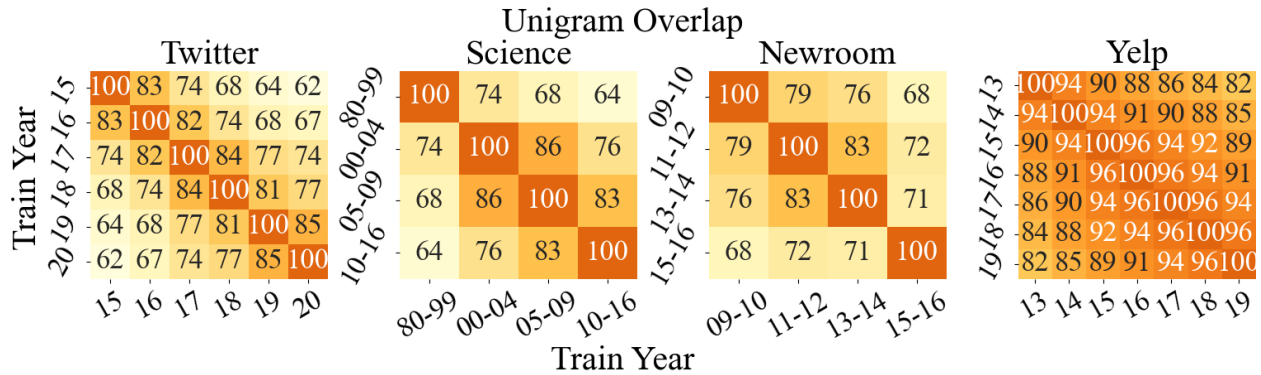 Unigram Overlap
Twitter Science Newroom Yelp
Train Year
15 100 83 74 68 64 62
16 83 100 82 74 68 67
17 74 82 100 84 77 74
18 68 74 84 100 81 77
19 64 68 77 81 100 85
20 62 67 74 77 85 100
15 16 17 18 19 20
80-99 100 74 68 64
00-04 74 100 86 76
05-09 68 86 100 83
10-16 64 76 83 100
80-99 00-04 05-09 10-16
09-10 100 79 76 68
11-12 79 100 83 72
13-14 76 83 100 71
15-16 68 72 71 100
09-10 11-12 13-14 15-16
13 100 94 90 88 86 84 82
14 94 100 94 91 90 88 85
15 90 94 100 96 94 92 89
16 88 91 96 100 96 94 91
17 86 90 94 96 100 96 94
18 84 88 92 94 96 100 96
19 82 85 89 91 94 96 100
13 14 15 16 17 18 19
Train Year